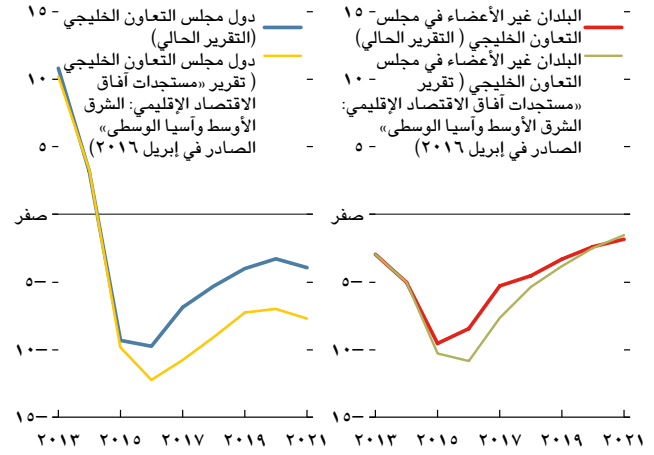 البلدان غير الأعضاء في مجلس
التعاون الخليجي ( التقرير الحالي)
البلدان غير الأعضاء في مجلس
التعاون الخليجي ( تقرير
«مستجدات آفاق الاقتصاد الإقليمي:
الشرق الأوسط وآسيا الوسطى»
الصادر في إبريل ٢٠١٦)
١٥
١٠
٥
صفر
٥–
١٠–
١٥–
٢٠١٣ ٢٠١٥ ٢٠١٧ ٢٠١٩ ٢٠٢١
دول مجلس التعاون الخليجي
(التقرير الحالي)
دول مجلس التعاون الخليجي
( تقرير «مستجدات آفاق
الاقتصاد الإقليمي: الشرق
الأوسط وآسيا الوسطى»
الصادر في إبريل ٢٠١٦)
١٥
١٠
٥
صفر
٥–
١٠–
١٥–
٢٠١٣ ٢٠١٥ ٢٠١٧ ٢٠١٩ ٢٠٢١